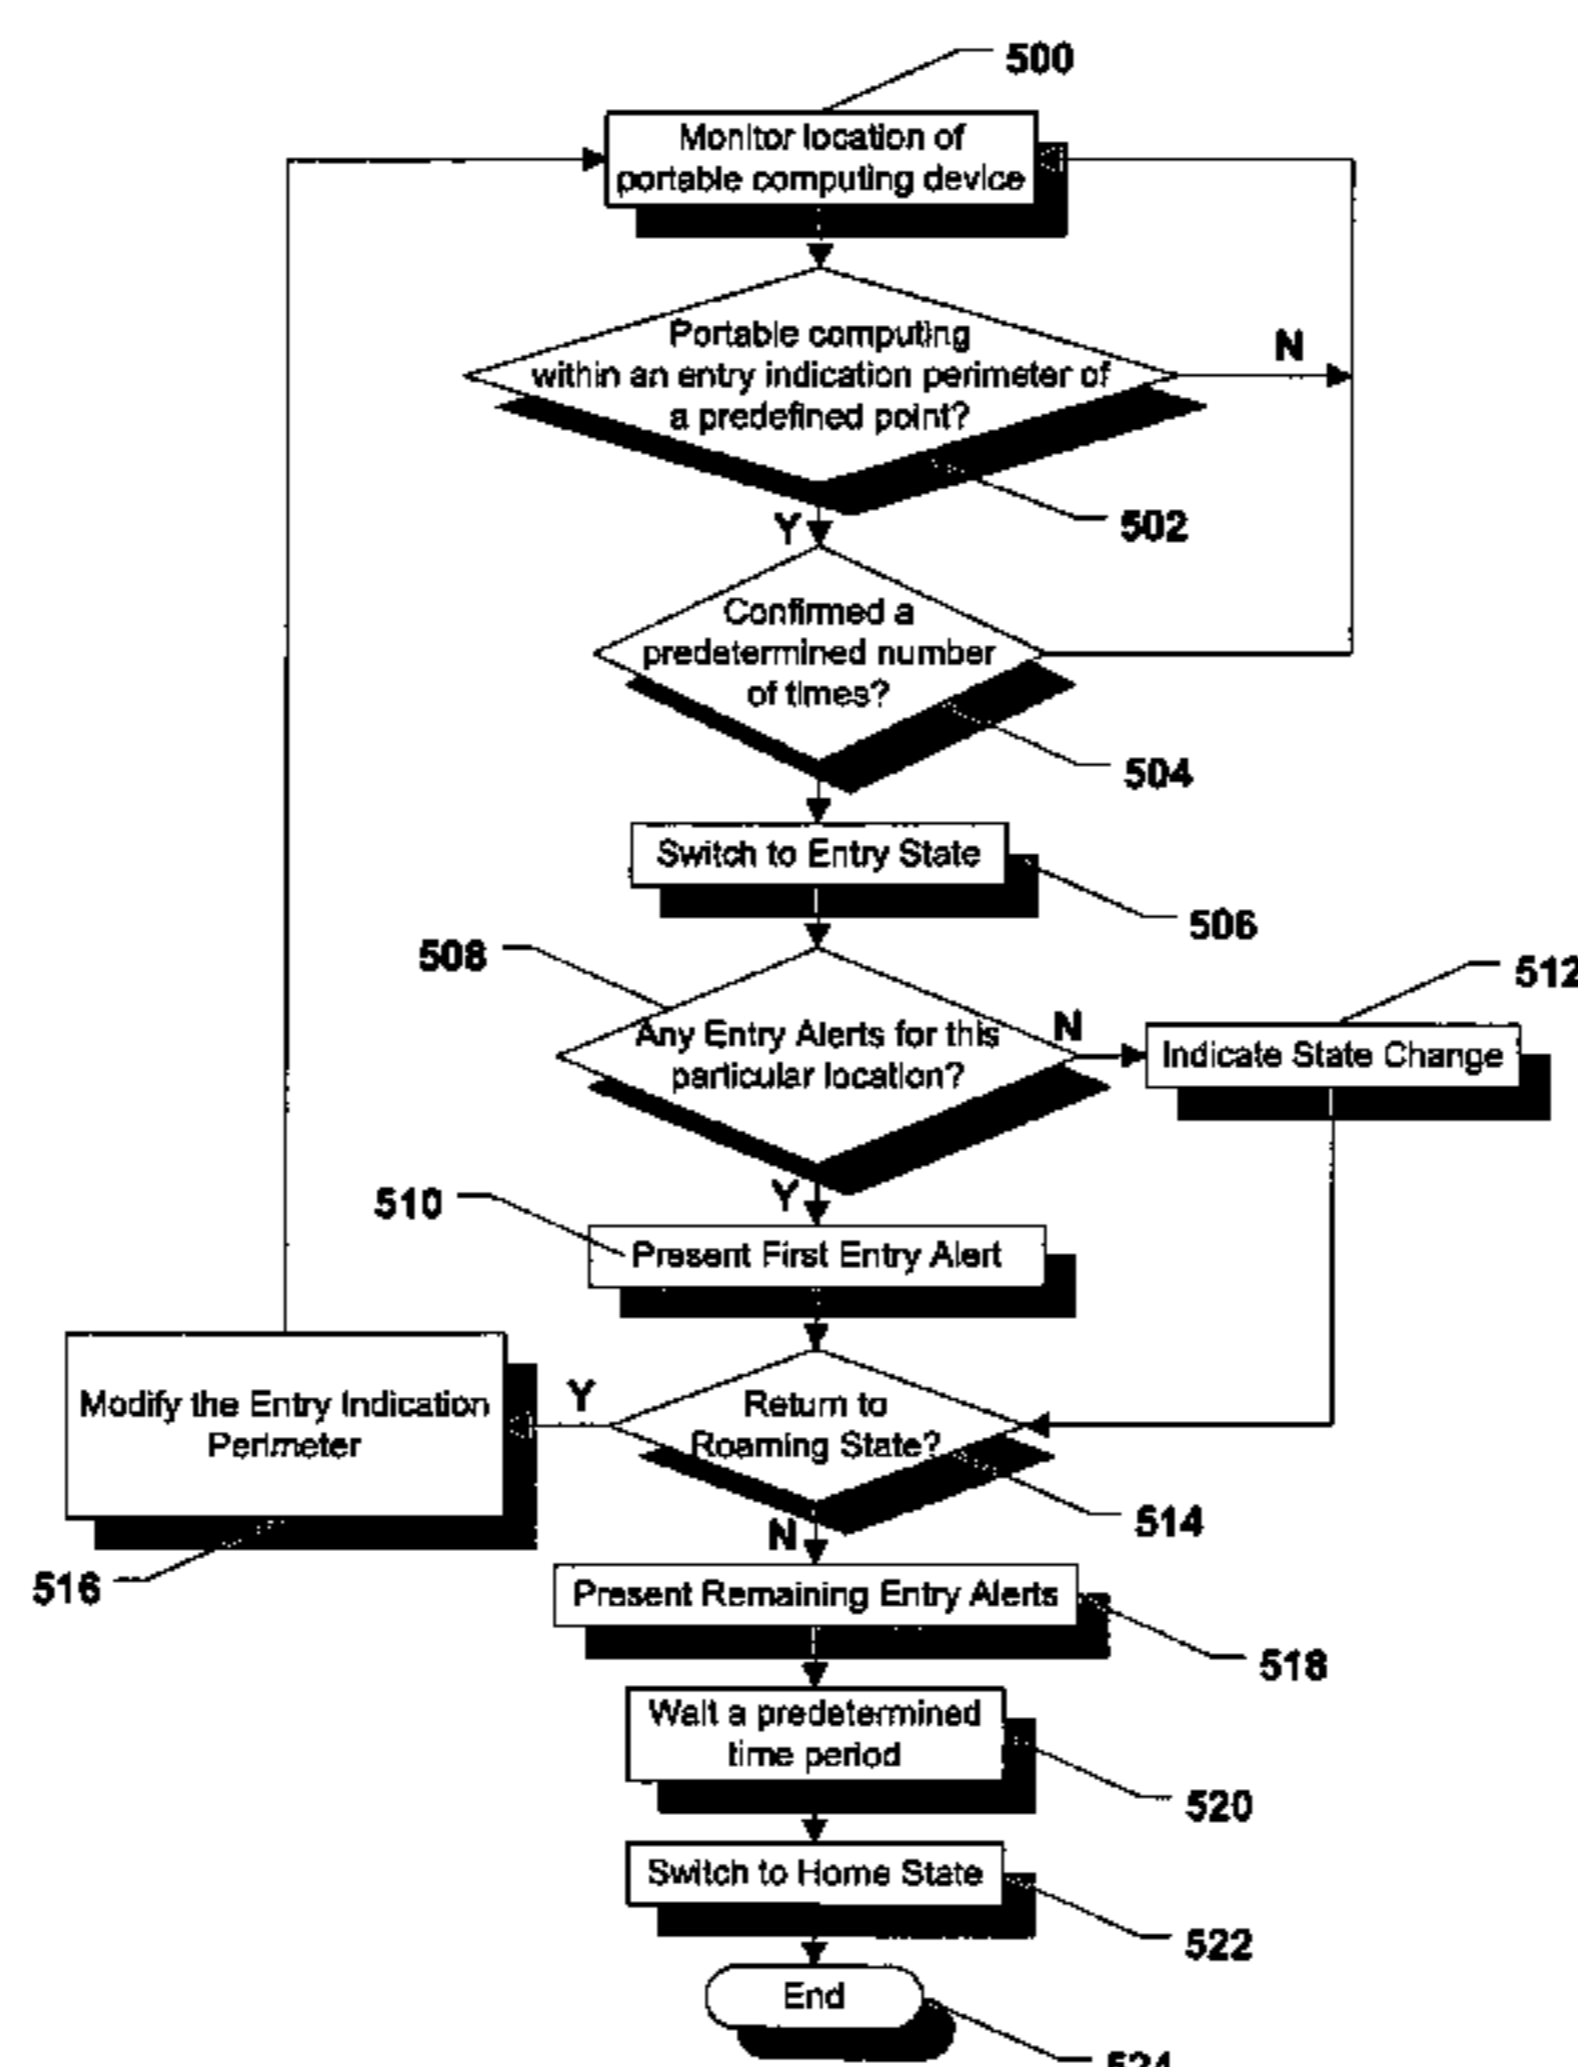 500
Monitor location of
portable computing device
Portable computing
within an entry indication perimeter of
a predefined point?
N
502
Y
Confirmed a
predetermined number
of times?
504
Switch to Entry State
506
508
512
Any Entry Alerts for this
particular location?
N
Indicate State Change
Y
510
Present First Entry Alert
Modify the Entry Indication
Perimeter
Y
Return to
Roaming State?
514
N
516
Present Remaining Entry Alerts
518
Wait a predetermined
time period
520
Switch to Home State
522
End
524